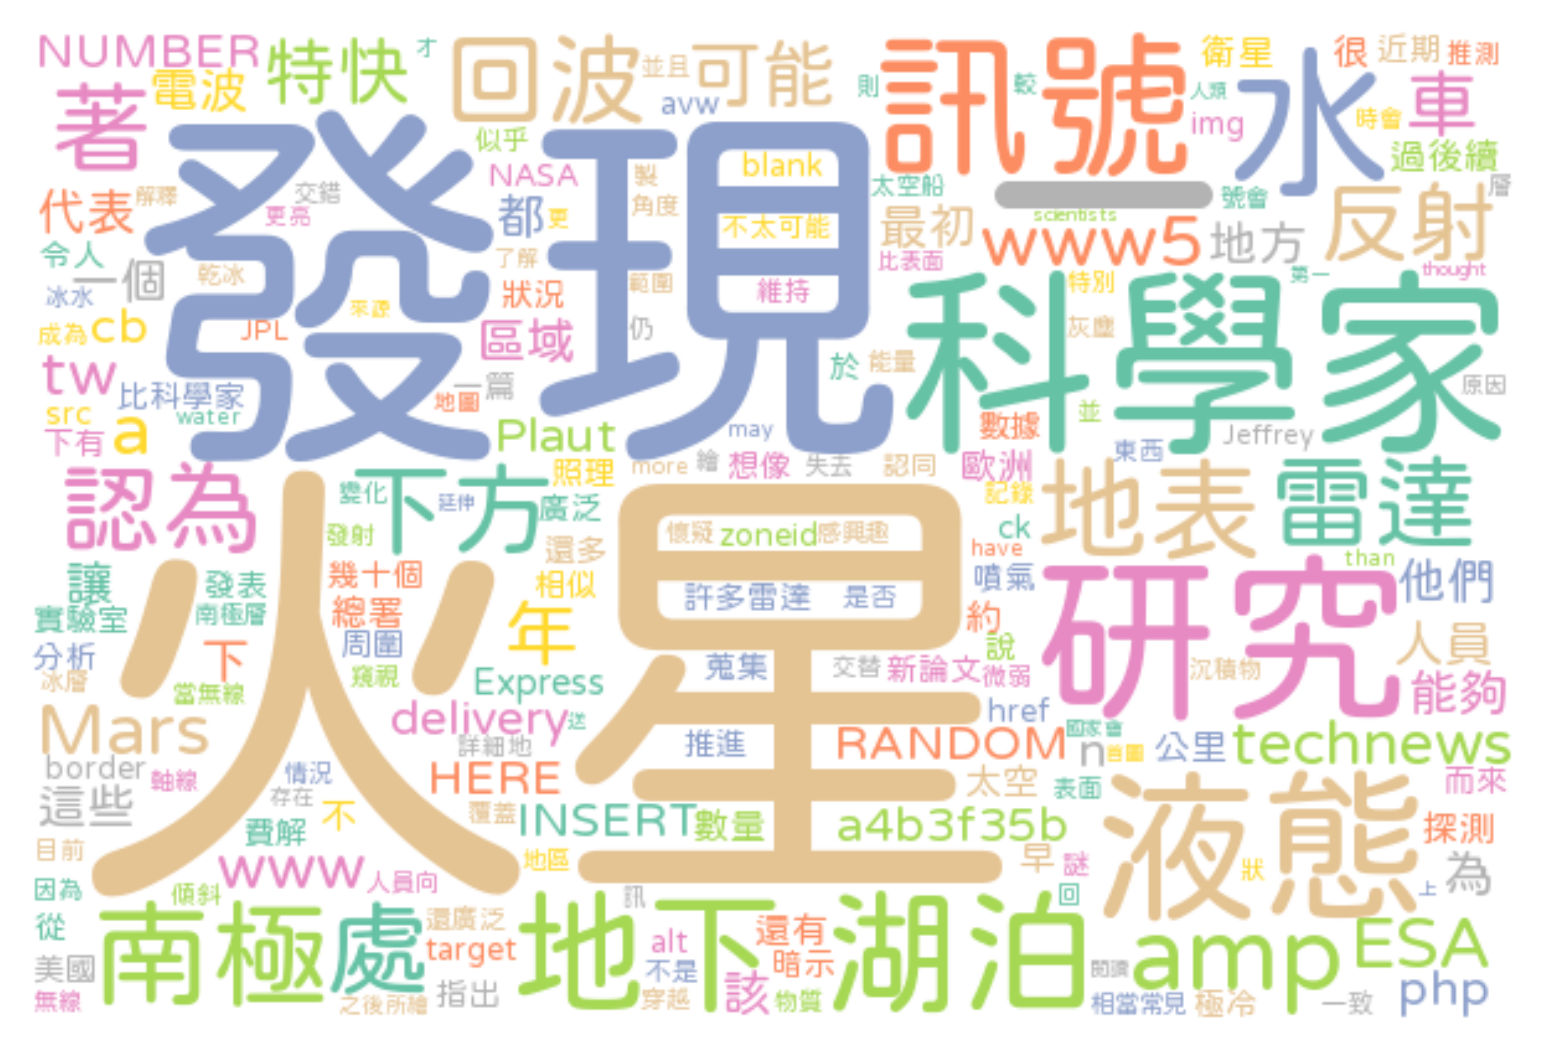 NUMBER
特快
才
回波
並且
可能
訊號
衛星
很
近期
推測
著
電波
avw
則
較
人類
img
水
時會
車
似乎
過後續
發現
NASA
製
blank
太空船
號會
層
代表
解釋
交錯
更亮
都
更
角度
不太可能
最初
scientists
www5
地方
反射
令人
一個
乾冰
了解
比表面
特別
第一
thought
冰水
來源
狀況
範圍
維持
科學家
成為
cb
JPL
區域
仍
灰塵
tw
比科學家
地圖
一篇
於
能量
原因
src
a
water
Plaut
may
數據
並
Jeffrey
下有
東西
認為
變化
下方
延伸
照理
more
繪
想像
失去
認同
歐洲
記錄
地表
雷達
廣泛
發射
還多
懷疑
zoneid
感興趣
ck
have
than
火星
讓
發表
幾十個
相似
許多雷達
是否
噴氣
研究
他們
實驗室
南極層
總署
年
約
說
人員
分析
下
周圍
蒐集
交替
新論文
微弱
沉積物
冰層
當無線
窺視
Express
能夠
Mars
delivery
送
href
國家會
詳細地
推進
RANDOM
n
首圖
公里
technews
border
軸線
情況
HERE
太空
表面
而來
這些
存在
不
覆蓋
INSERT
數量
a4b3f35b
液態
探測
費解
目前
www
人員向
地區
早
謎
狀
為
因為
傾斜
訊
回
上
從
南極
處
還廣泛
地下湖泊
alt
還有
amp
ESA
美國
target
不是
暗示
閱讀
php
無線
之後所繪
指出
穿越
該
物質
相當常見
極冷
一致